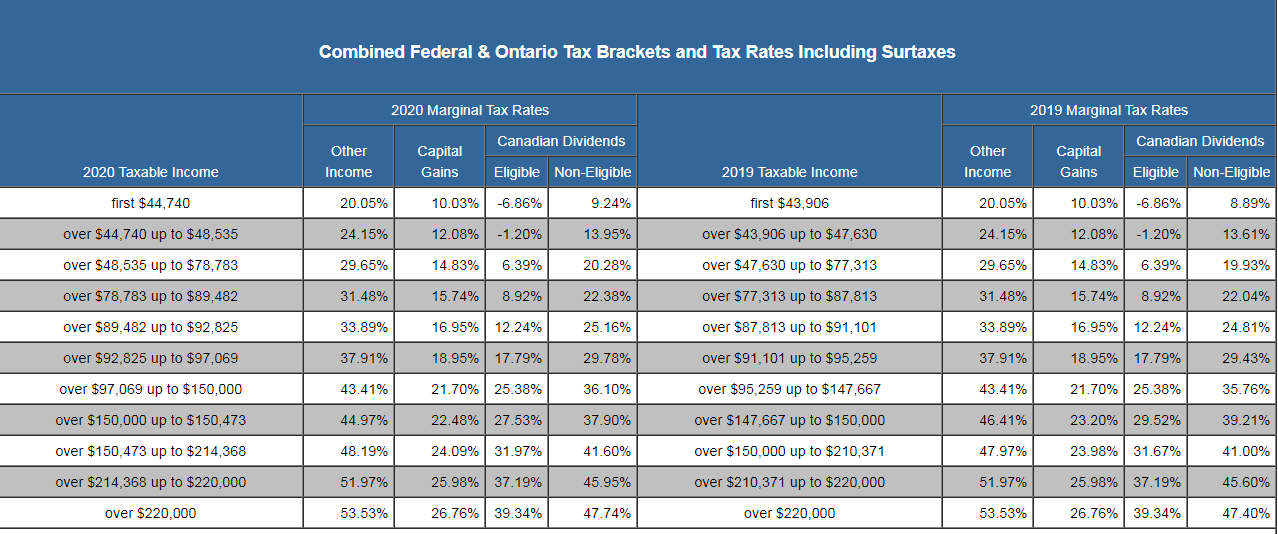 Combined Federal & Ontario Tax Brackets and Tax Rates Including Surtaxes
2020 Taxable Income 2020 Marginal Tax Rates 2019 Taxable Income 2019 Marginal Tax Rates
Other Income Capital Gains Canadian Dividends Other Income Capital Gains Canadian Dividends
Eligible Non-Eligible Eligible Non-Eligible
first $44,740 20.05% 10.03% -6.86% 9.24% first $43,906 20.05% 10.03% -6.86% 8.89%
over $44,740 up to $48,535 24.15% 12.08% -1.20% 13.95% over $43,906 up to $47,630 24.15% 12.08% -1.20% 13.61%
over $48,535 up to $78,783 29.65% 14.83% 6.39% 20.28% over $47,630 up to $77,313 29.65% 14.83% 6.39% 19.93%
over $78,783 up to $89,482 31.48% 15.74% 8.92% 22.38% over $77,313 up to $87,813 31.48% 15.74% 8.92% 22.04%
over $89,482 up to $92,825 33.89% 16.95% 12.24% 25.16% over $87,813 up to $91,101 33.89% 16.95% 12.24% 24.81%
over $92,825 up to $97,069 37.91% 18.95% 17.79% 29.78% over $91,101 up to $95,259 37.91% 18.95% 17.79% 29.43%
over $97,069 up to $150,000 43.41% 21.70% 25.38% 36.10% over $95,259 up to $147,667 43.41% 21.70% 25.38% 35.76%
over $150,000 up to $150,473 44.97% 22.48% 27.53% 37.90% over $147,667 up to $150,000 46.41% 23.20% 29.52% 39.21%
over $150,473 up to $214,368 48.19% 24.09% 31.97% 41.60% over $150,000 up to $210,371 47.97% 23.98% 31.67% 41.00%
over $214,368 up to $220,000 51.97% 25.98% 37.19% 45.95% over $210,371 up to $220,000 51.97% 25.98% 37.19% 45.60%
over $220,000 53.53% 26.76% 39.34% 47.74% over $220,000 53.53% 26.76% 39.34% 47.40%